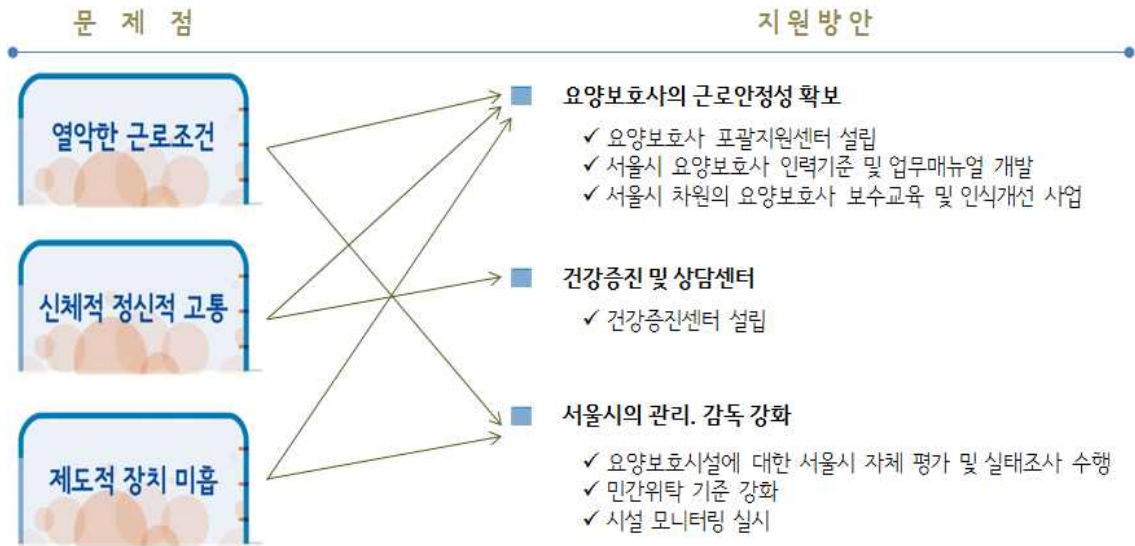 문 제 점
지원방안
열악한 근로조건
신체적 정신적 고통
제도적 장치 미흡
요양보호사의 근로안정성 확보
✓ 요양보호사 포괄지원센터 설립
✓ 서울시 요양보호사 인력기준 및 업무매뉴얼 개발
✓ 서울시 차원의 요양보호사 보수교육 및 인식개선 사업
건강증진 및 상담센터
✓ 건강증진센터 설립
서울시의 관리. 감독 강화
✓ 요양보호시설에 대한 서울시 자체 평가 및 실태조사 수행
✓ 민간위탁 기준 강화
✓ 시설 모니터링 실시